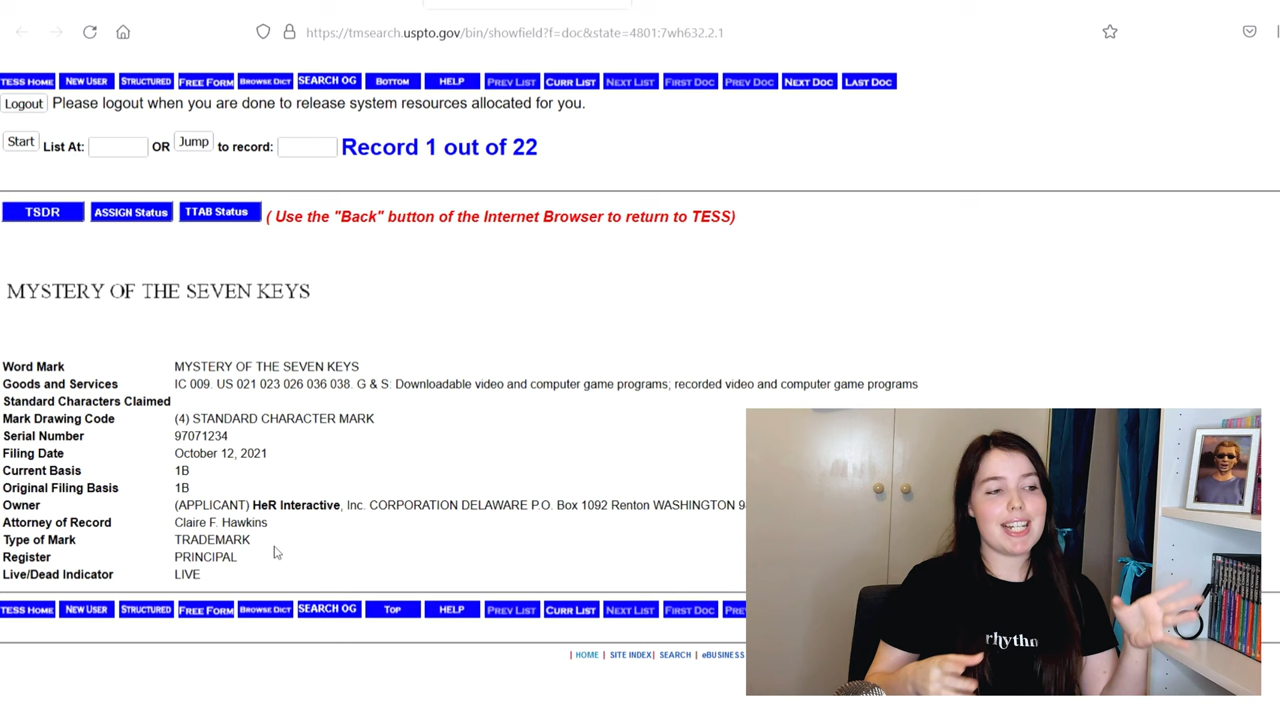 https://tmsearch.uspto.gov/bin/showfield?f=doc&state=4801:7wh632.2.1
TESS HOME NEW USER STRUCTURED FREE FORM BROWSE DICT SEARCH OG BOTTOM HELP PREV LIST CURR LIST NEXT LIST FIRST DOC PREV DOC NEXT DOC LAST DOC
Logout Please logout when you are done to release system resources allocated for you.
Start List At: OR Jump to record: Record 1 out of 22
TSDR ASSIGN Status TTAB Status ( Use the "Back" button of the Internet Browser to return to TESS)
MYSTERY OF THE SEVEN KEYS
Word Mark MYSTERY OF THE SEVEN KEYS
Goods and Services IC 009. US 021 023 026 036 038. G & S: Downloadable video and computer game programs; recorded video and computer game programs
Standard Characters Claimed
Mark Drawing Code (4) STANDARD CHARACTER MARK
Serial Number 97071234
Filing Date October 12, 2021
Current Basis 1B
Original Filing Basis 1B
Owner (APPLICANT) HeR Interactive, Inc. CORPORATION DELAWARE P.O. Box 1092 Renton WASHINGTON 9
Attorney of Record Claire F. Hawkins
Type of Mark TRADEMARK
Register PRINCIPAL
Live/Dead Indicator LIVE
TESS HOME NEW USER STRUCTURED FREE FORM BROWSE DICT SEARCH OG TOP HELP PREV LIST CURR LIST NEXT LIST FIRST DOC PRE
| HOME | SITE INDEX | SEARCH | eBUSINESS
rhythm